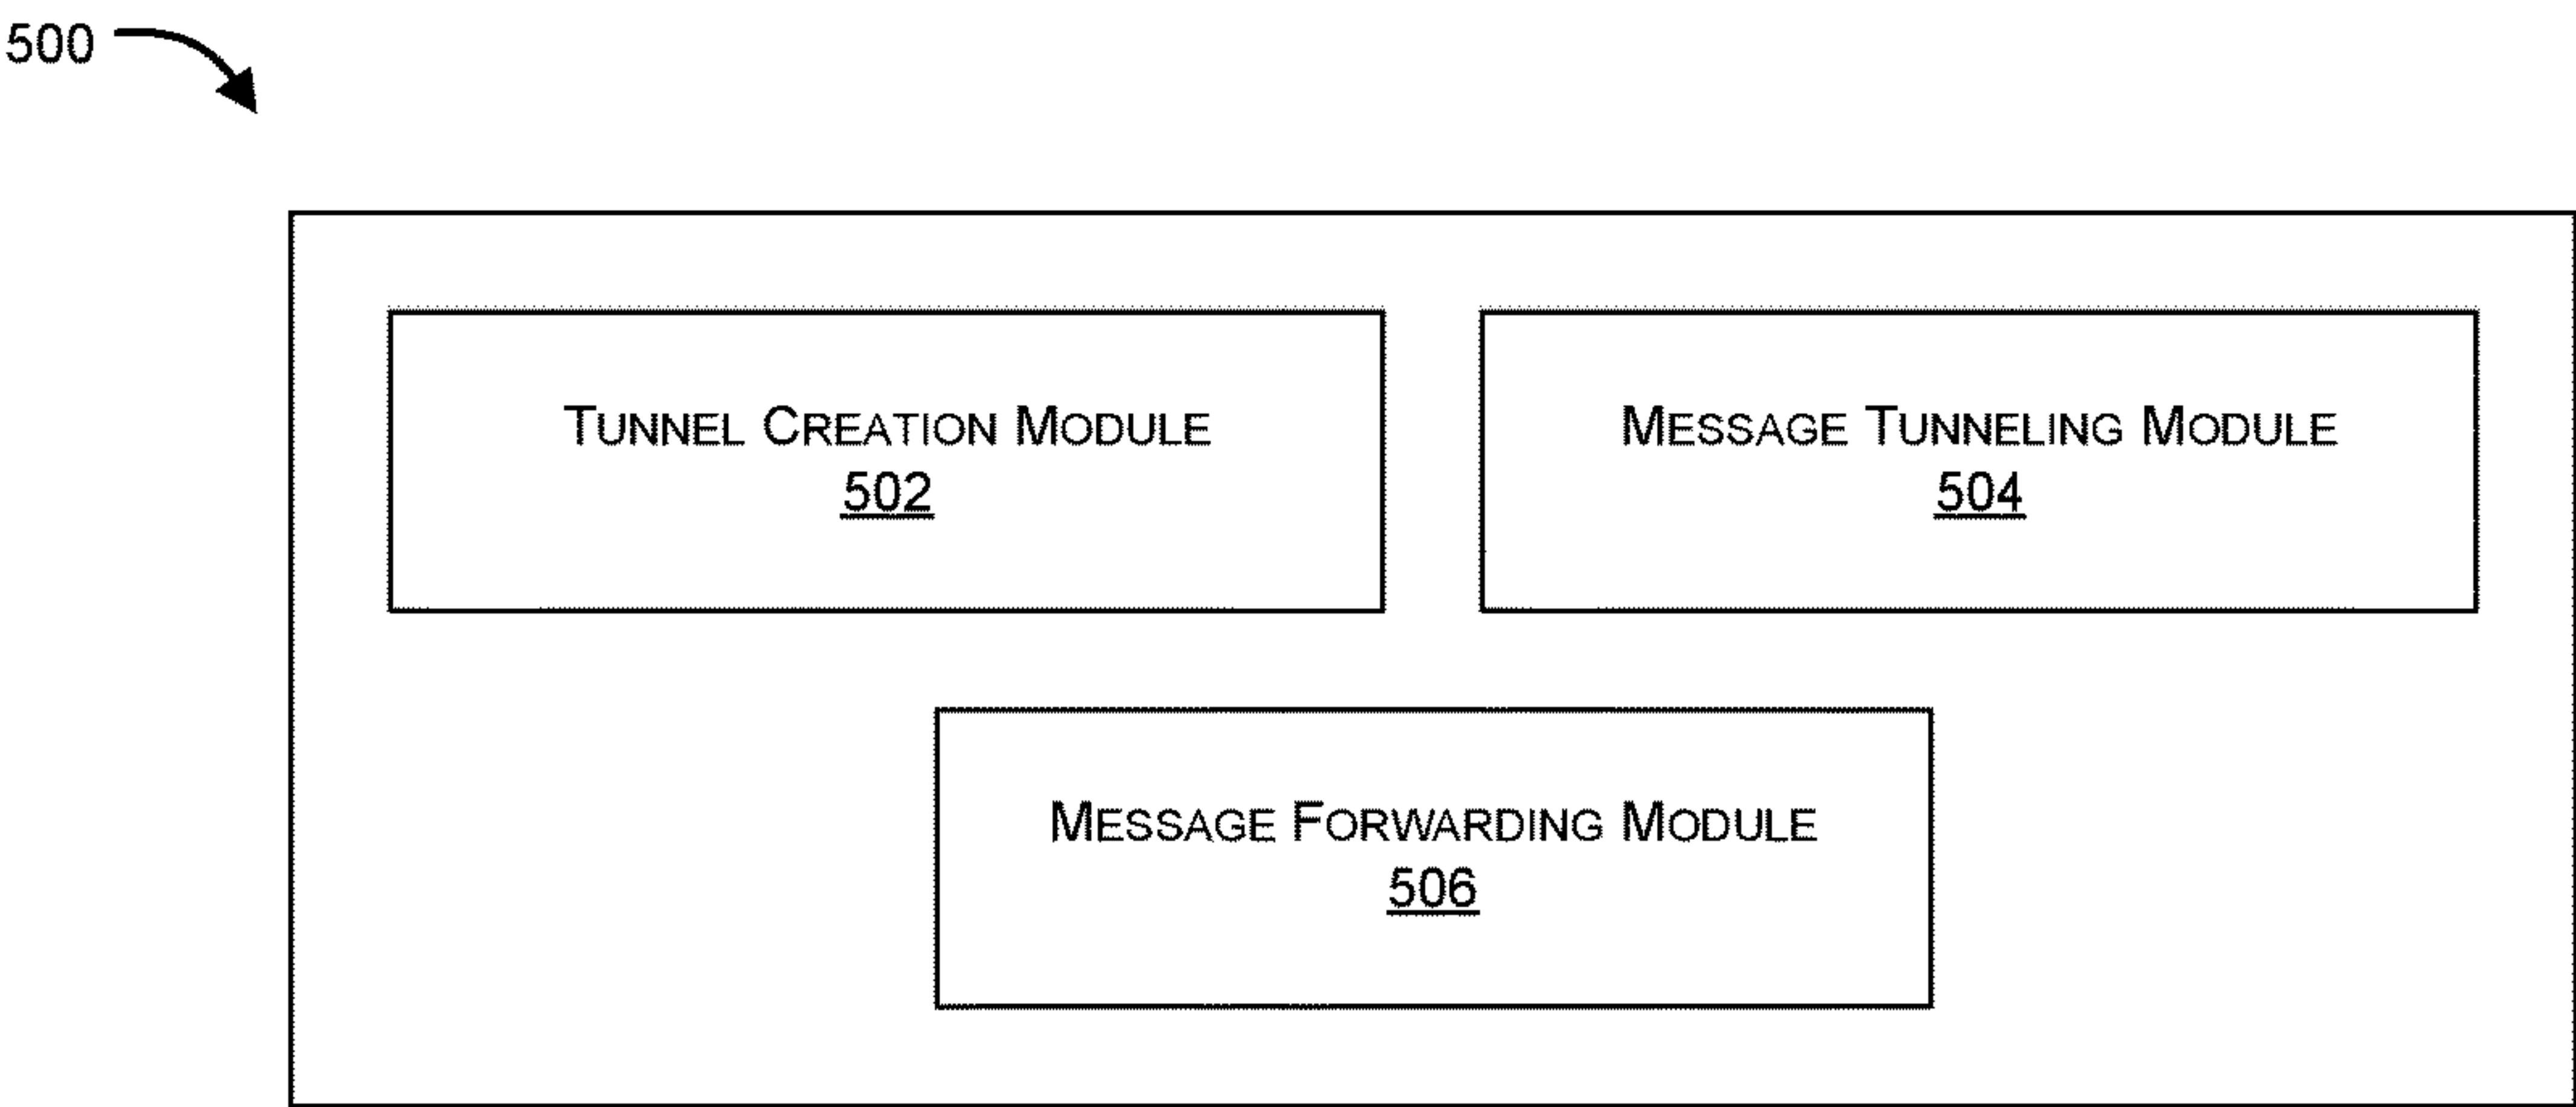 500
TUNNEL CREATION MODULE
502
MESSAGE TUNNELING MODULE
504
MESSAGE FORWARDING MODULE
506